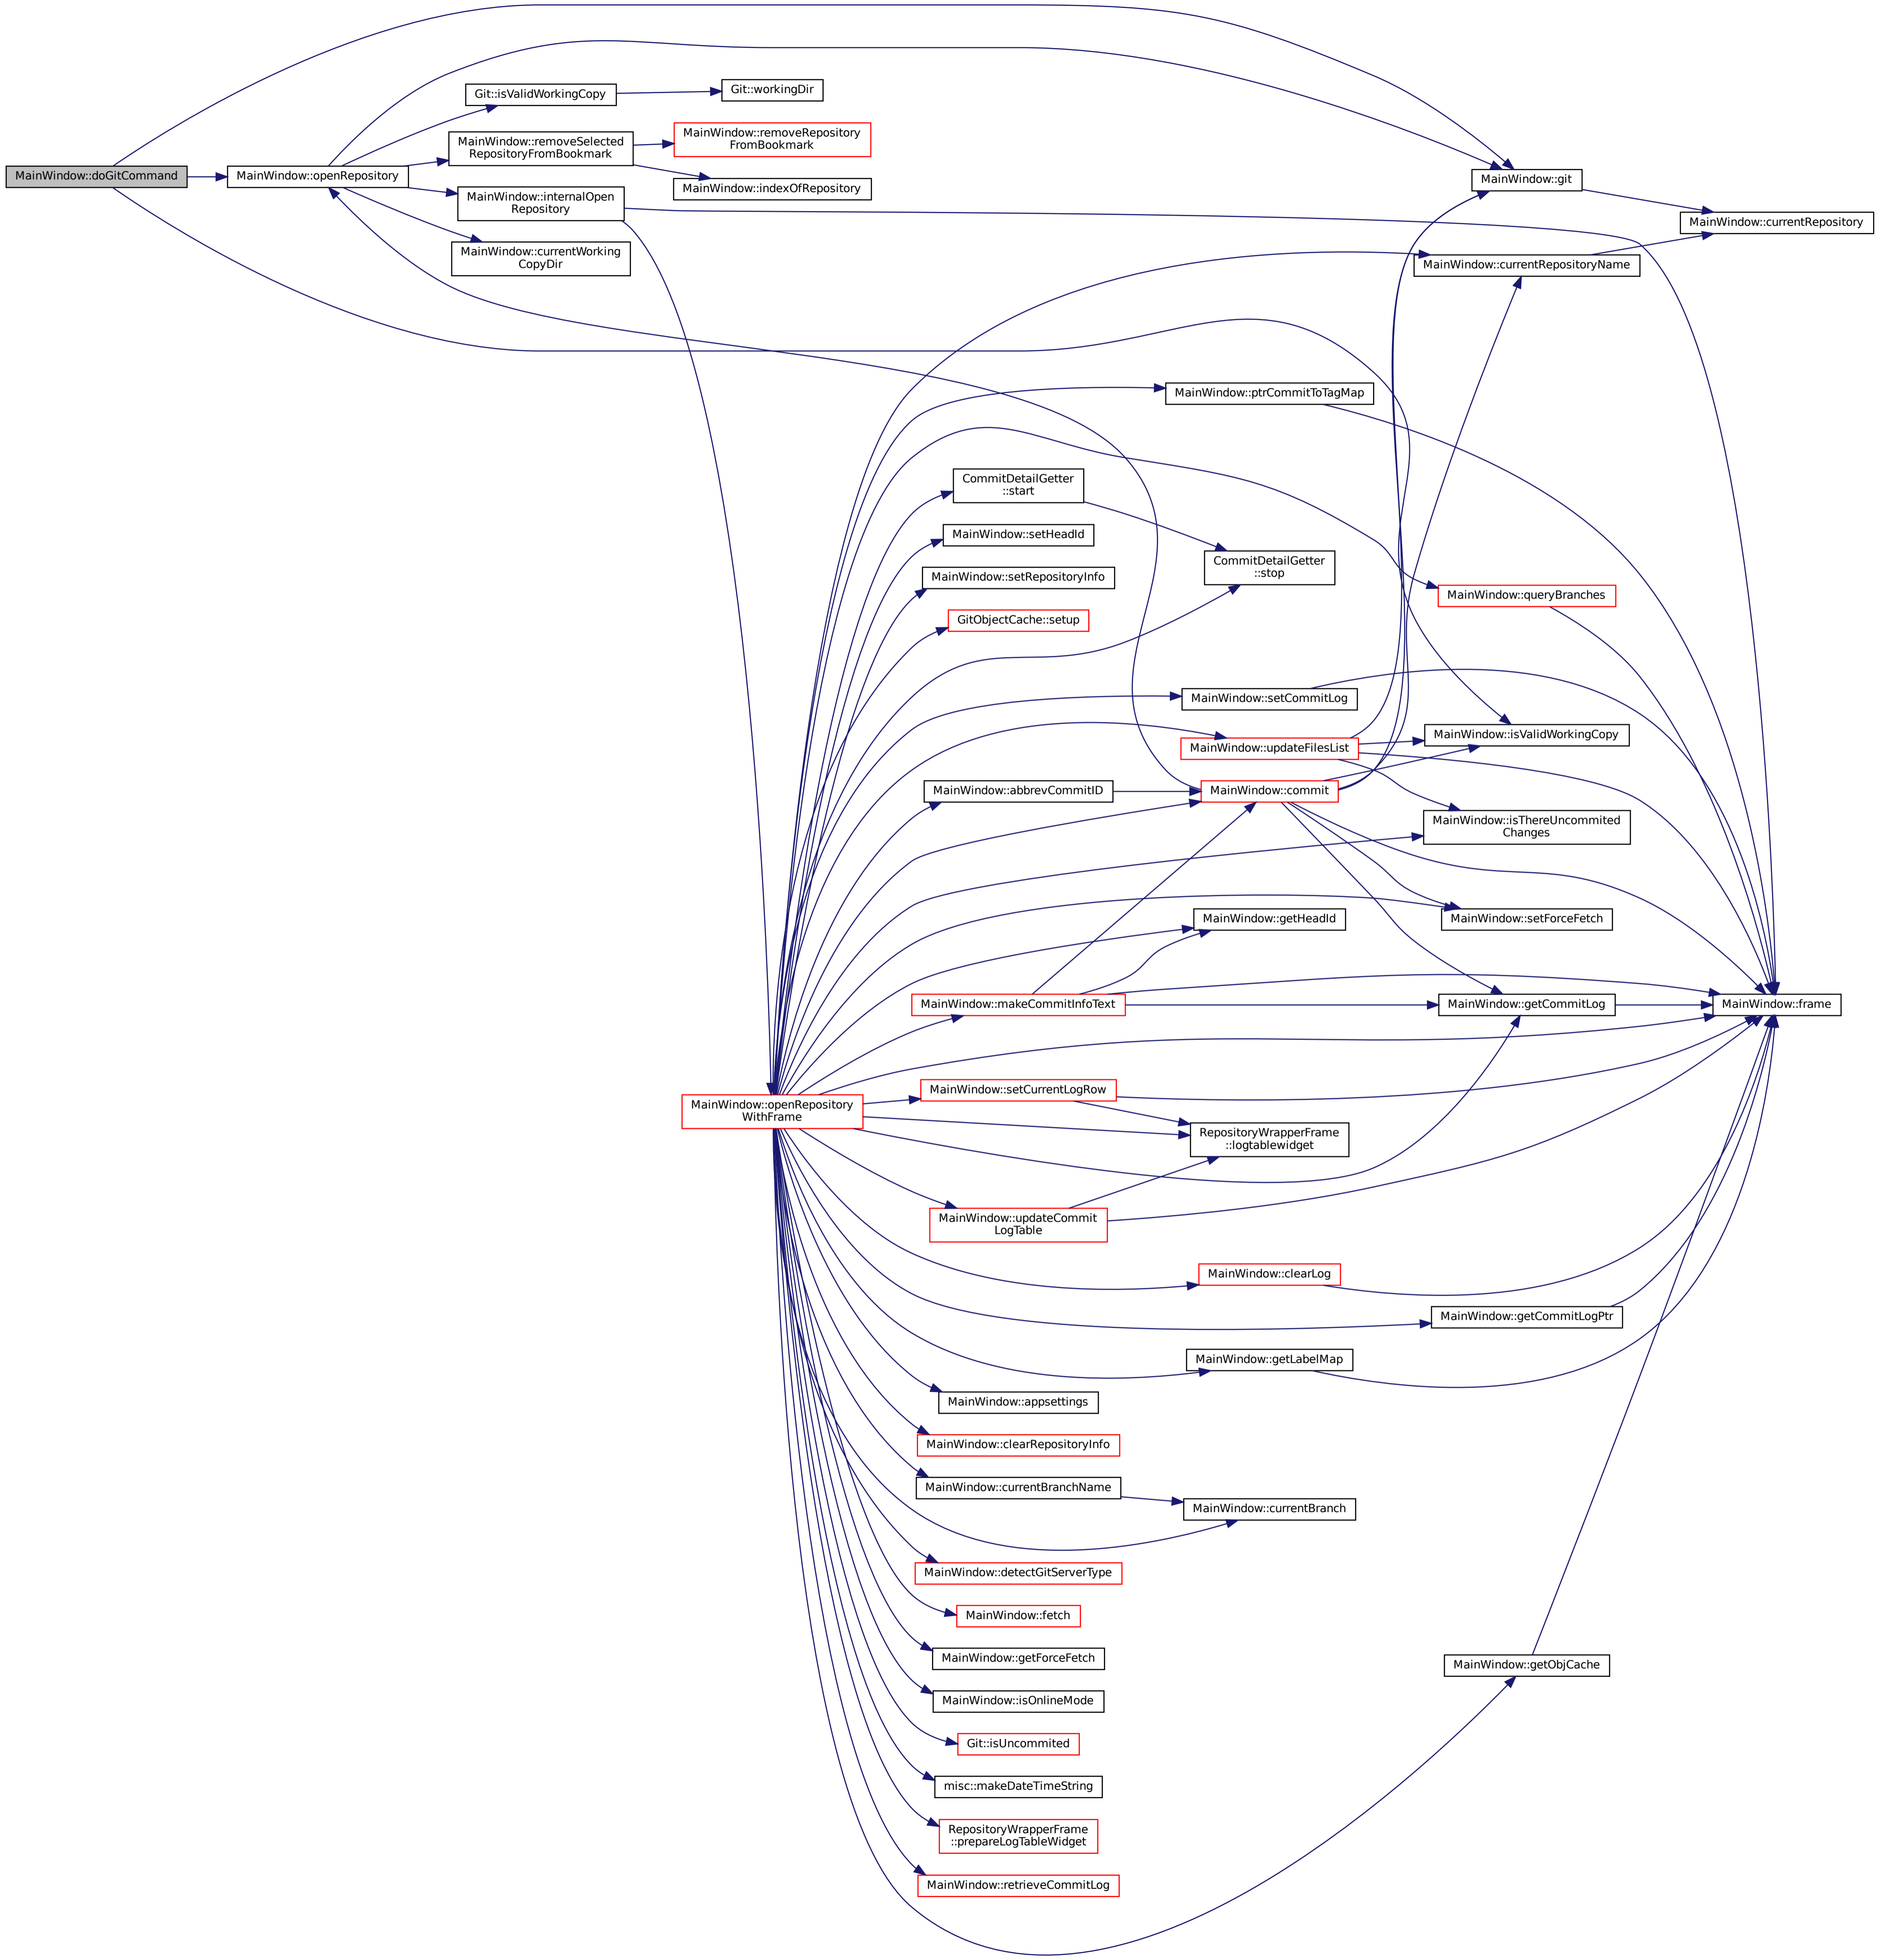 MainWindow::doGitCommand
MainWindow::openRepository
Git::isValidWorkingCopy
Git::workingDir
MainWindow::removeSelected
RepositoryFromBookmark
MainWindow::removeRepository
FromBookmark
MainWindow::indexOfRepository
MainWindow::internalOpen
Repository
MainWindow::currentWorking
CopyDir
MainWindow::git
MainWindow::currentRepository
MainWindow::currentRepositoryName
MainWindow::ptrCommitToTagMap
CommitDetailGetter
::start
MainWindow::setHeadId
CommitDetailGetter
::stop
MainWindow::setRepositoryInfo
MainWindow::queryBranches
GitObjectCache::setup
MainWindow::setCommitLog
MainWindow::isValidWorkingCopy
MainWindow::updateFilesList
MainWindow::abbrevCommitID
MainWindow::commit
MainWindow::isThereUncommited
Changes
MainWindow::getHeadId
MainWindow::setForceFetch
MainWindow::makeCommitInfoText
MainWindow::getCommitLog
MainWindow::frame
MainWindow::openRepository
WithFrame
MainWindow::setCurrentLogRow
RepositoryWrapperFrame
::logtablewidget
MainWindow::updateCommit
LogTable
MainWindow::clearLog
MainWindow::getCommitLogPtr
MainWindow::getLabelMap
MainWindow::appsettings
MainWindow::clearRepositoryInfo
MainWindow::currentBranchName
MainWindow::currentBranch
MainWindow::detectGitServerType
MainWindow::fetch
MainWindow::getForceFetch
MainWindow::getObjCache
MainWindow::isOnlineMode
Git::isUncommited
misc::makeDateTimeString
RepositoryWrapperFrame
::prepareLogTableWidget
MainWindow::retrieveCommitLog